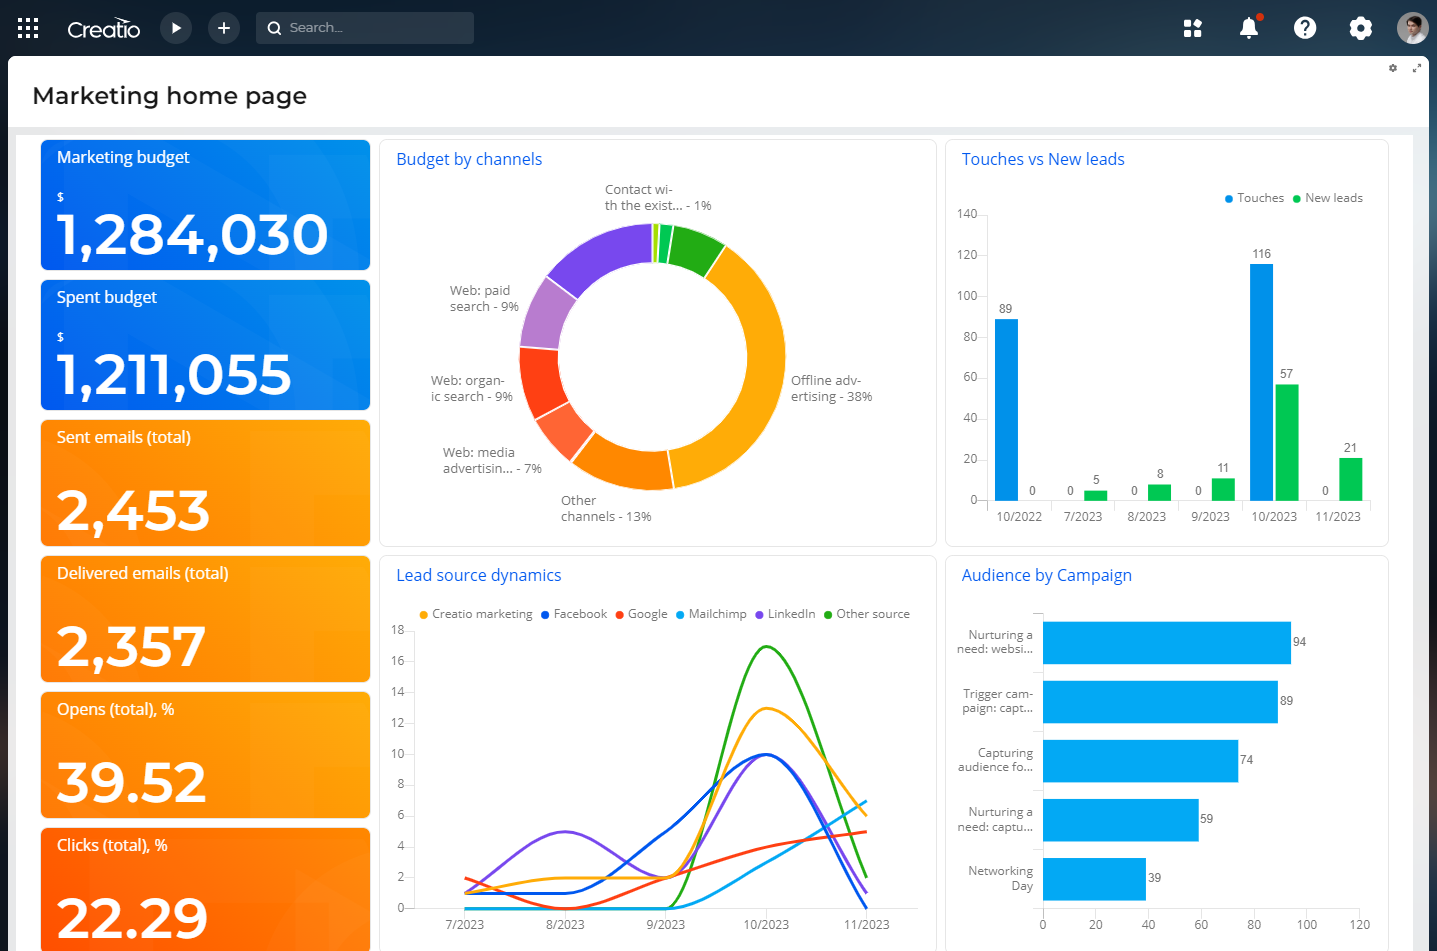 Creatio
Search...
Marketing home page
Marketing budget
$
1,284,030
Spent budget
$
1,211,055
Sent emails (total)
2,453
Delivered emails (total)
2,357
Opens (total), %
39.52
Clicks (total), %
22.29
Budget by channels
Contact wi-
th the exist... - 1%
Web: paid
search - 9%
Web: organ-
ic search - 9%
Web: media
advertisin... - 7%
Other
channels - 13%
Offline adv-
ertising - 38%
Touches vs New leads
Touches New leads
140
120
100
80
60
40
20
0
89
0
0
5
0
8
0
11
116
57
0
21
10/2022 7/2023 8/2023 9/2023 10/2023 11/2023
Lead source dynamics
Creatio marketing Facebook Google Mailchimp LinkedIn Other source
18
16
14
12
10
8
6
4
2
0
7/2023 8/2023 9/2023 10/2023 11/2023
Audience by Campaign
Nurturing a
need: websi...
94
Trigger cam-
paign: capt...
89
Capturing
audience fo...
74
Nurturing a
need: captu...
59
Networking
Day
39
0 20 40 60 80 100 120